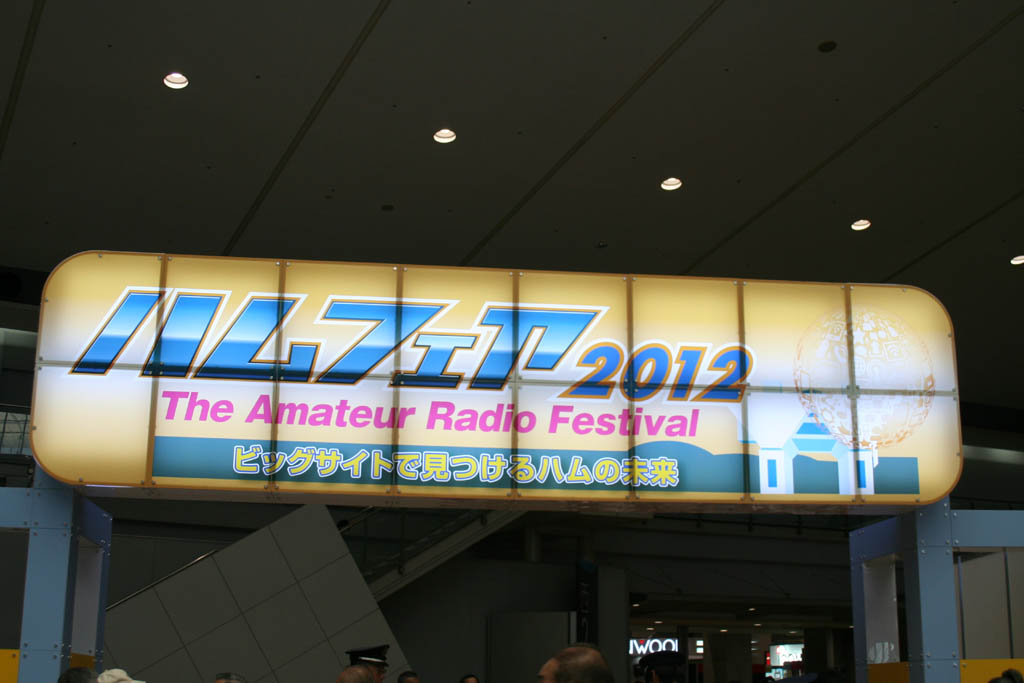 ハムフェア2012
The Amateur Radio Festival
ビッグサイトで見つけるハムの未来